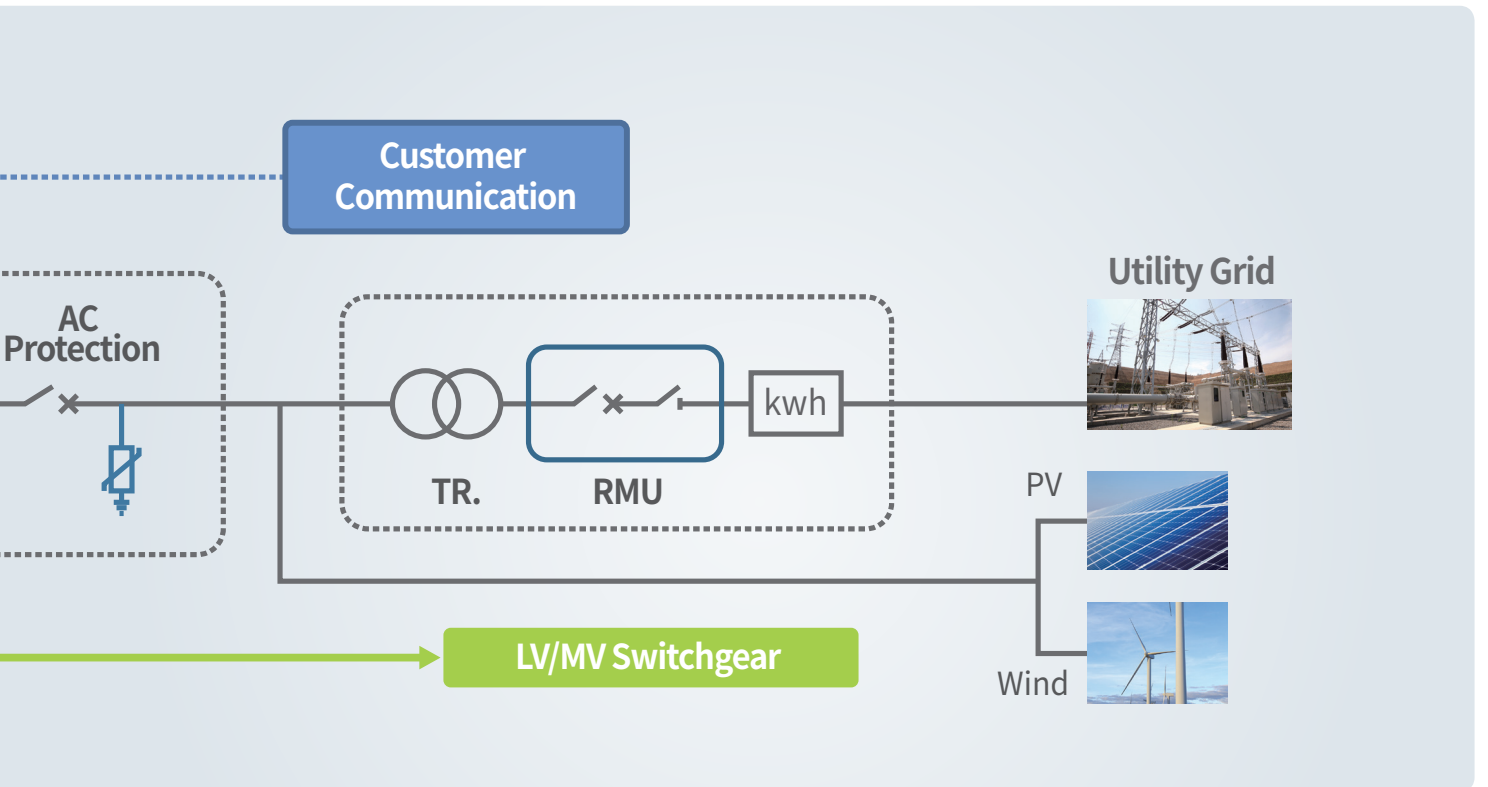 Customer
Communication
Utility Grid
AC
Protection
kwh
TR.
RMU
PV
LV/MV Switchgear
Wind